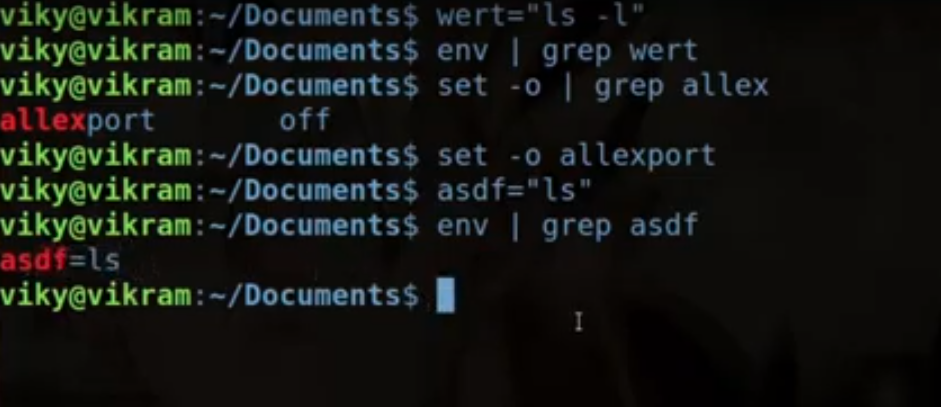 viky@vikram:~/Documents$ wert="ls -l"
viky@vikram:~/Documents$ env | grep wert
viky@vikram:~/Documents$ set -o | grep allex
allexport       off
viky@vikram:~/Documents$ set -o allexport
viky@vikram:~/Documents$ asdf="ls"
viky@vikram:~/Documents$ env | grep asdf
asdf=ls
viky@vikram:~/Documents$